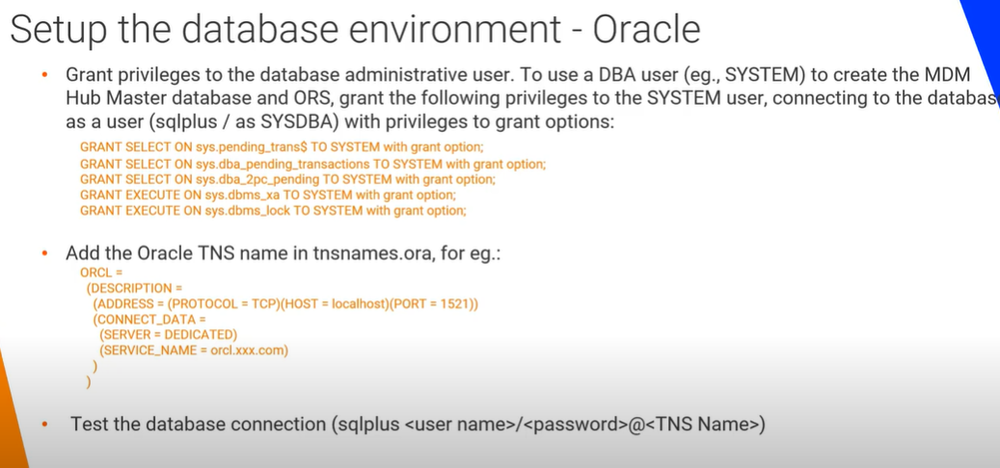 Setup the database environment - Oracle
• Grant privileges to the database administrative user. To use a DBA user (eg., SYSTEM) to create the MDM
Hub Master database and ORS, grant the following privileges to the SYSTEM user, connecting to the databas
as a user (sqlplus / as SYSDBA) with privileges to grant options:
GRANT SELECT ON sys.pending_trans$ TO SYSTEM with grant option;
GRANT SELECT ON sys.dba_pending_transactions TO SYSTEM with grant option;
GRANT SELECT ON sys.dba_2pc_pending TO SYSTEM with grant option;
GRANT EXECUTE ON sys.dbms_xa TO SYSTEM with grant option;
GRANT EXECUTE ON sys.dbms_lock TO SYSTEM with grant option;
• Add the Oracle TNS name in tnsnames.ora, for eg.:
ORCL =
(DESCRIPTION =
(ADDRESS = (PROTOCOL = TCP)(HOST = localhost)(PORT = 1521))
(CONNECT_DATA =
(SERVER = DEDICATED)
(SERVICE_NAME = orcl.xxx.com)
)
)
• Test the database connection (sqlplus <user name>/<password>@<TNS Name>)